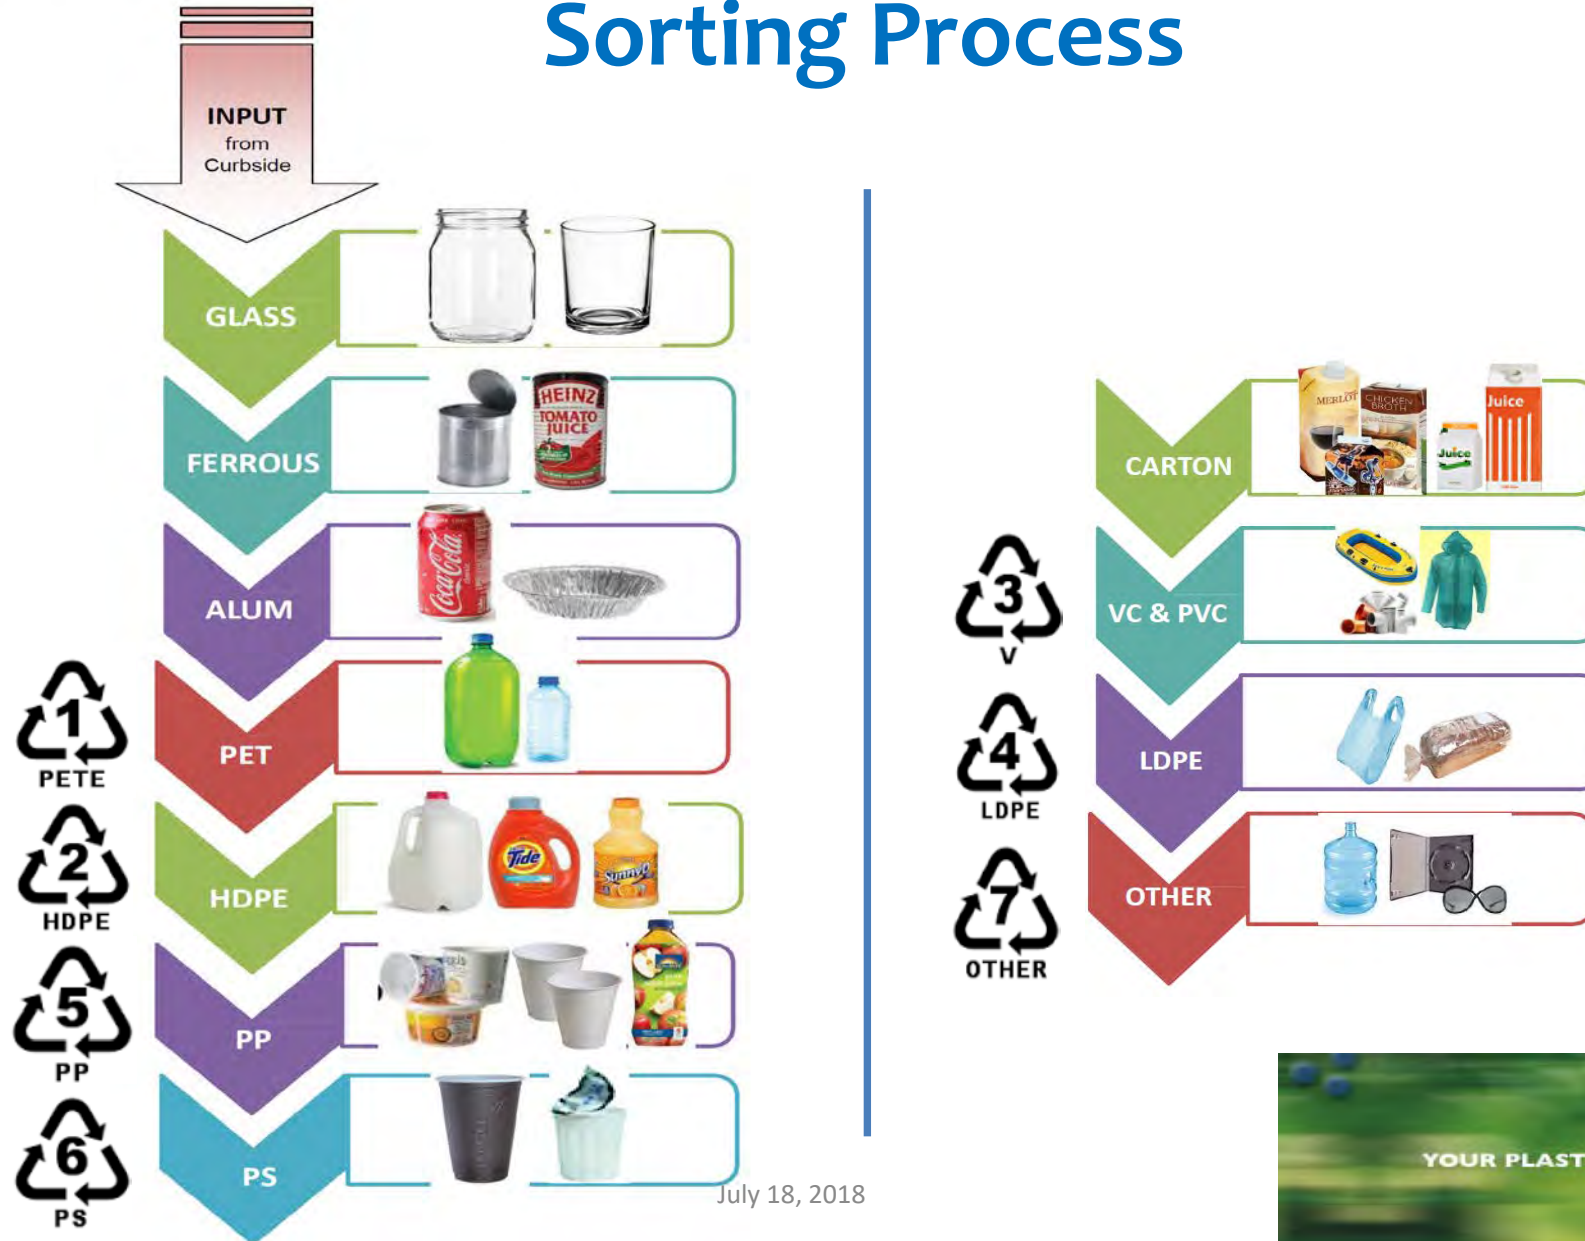 Sorting Process
INPUT
from
Curbside
GLASS
FERROUS
HEINZ
TOMATO
JUICE
ALUM
Coca-Cola
classic
1
PETE
PET
2
HDPE
HDPE
Tide
SunnyD
5
PP
PP
6
PS
PS
CARTON
MERLOT
CHICKEN
BROTH
Juice
Juice
3
V
VC & PVC
4
LDPE
LDPE
7
OTHER
OTHER
July 18, 2018
YOUR PLAST